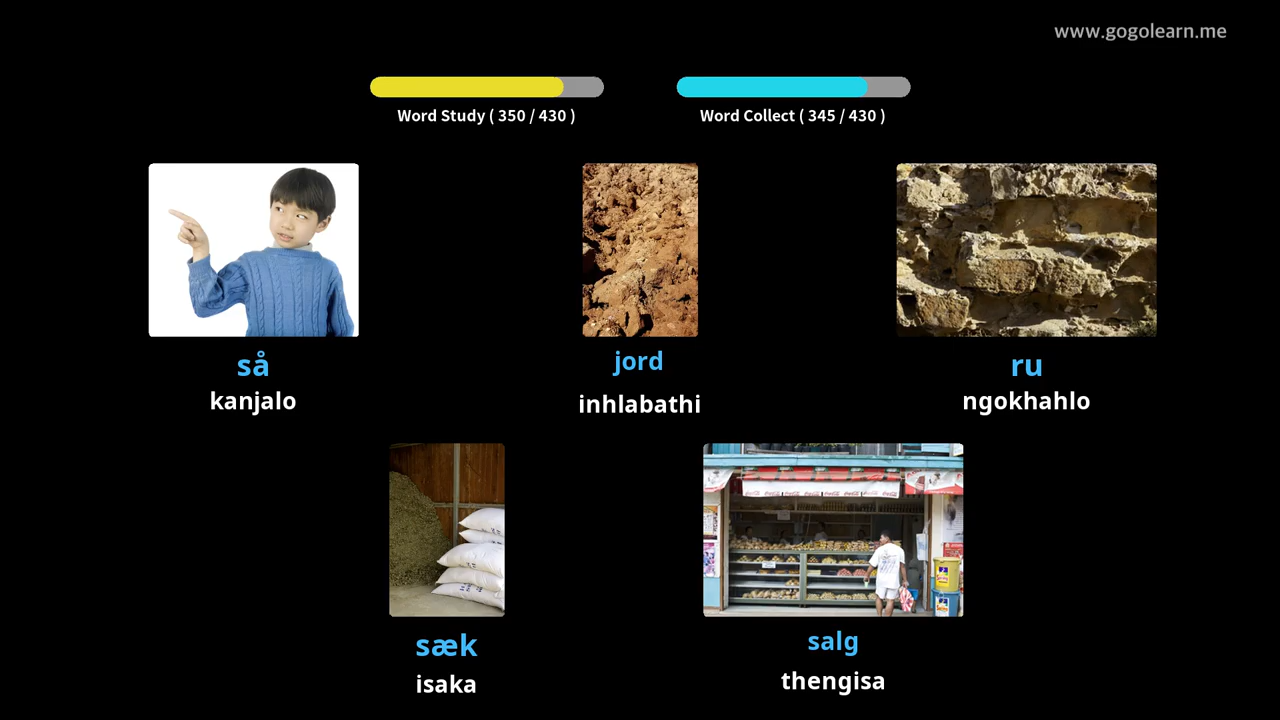 www.gogolearn.me
Word Study ( 350 / 430 )
Word Collect ( 345 / 430 )
så
kanjalo
jord
inhlabathi
ru
ngokhahlo
sæk
isaka
salg
thengisa